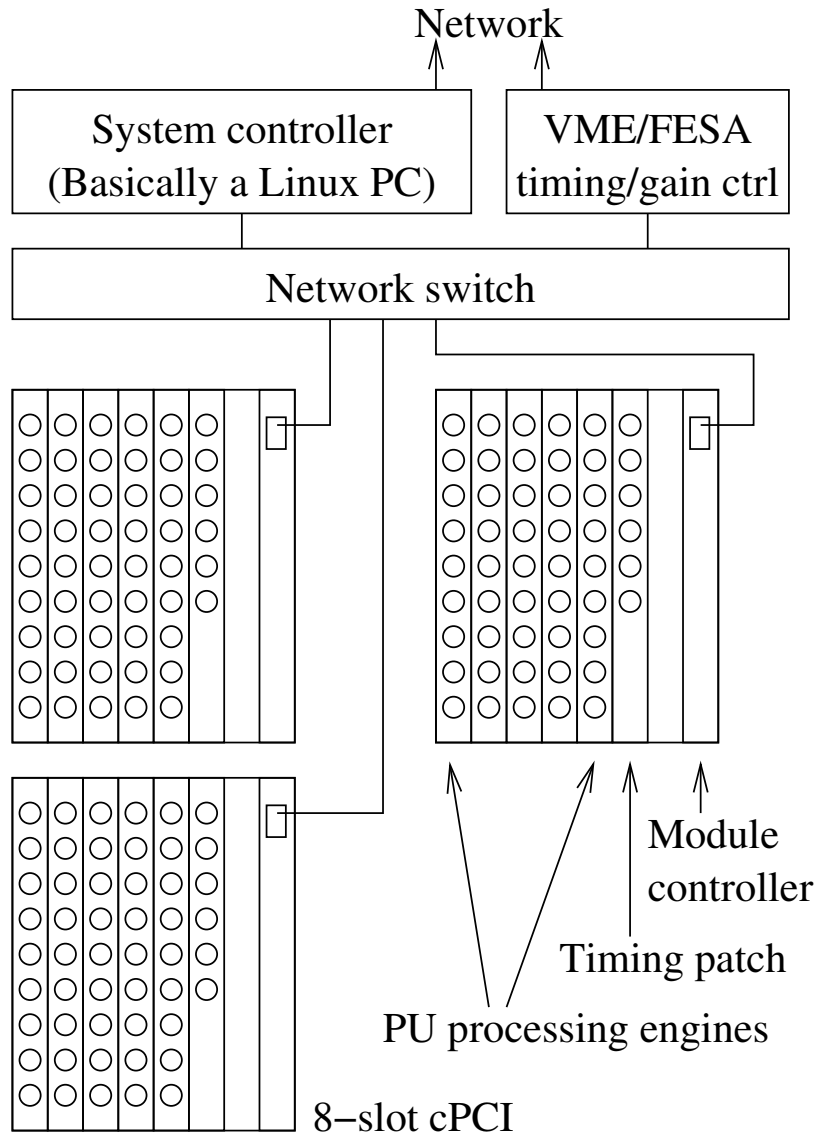 Network
System controller
(Basically a Linux PC)
VME/FESA
timing/gain ctrl
Network switch
Module
controller
Timing patch
PU processing engines
8−slot cPCI